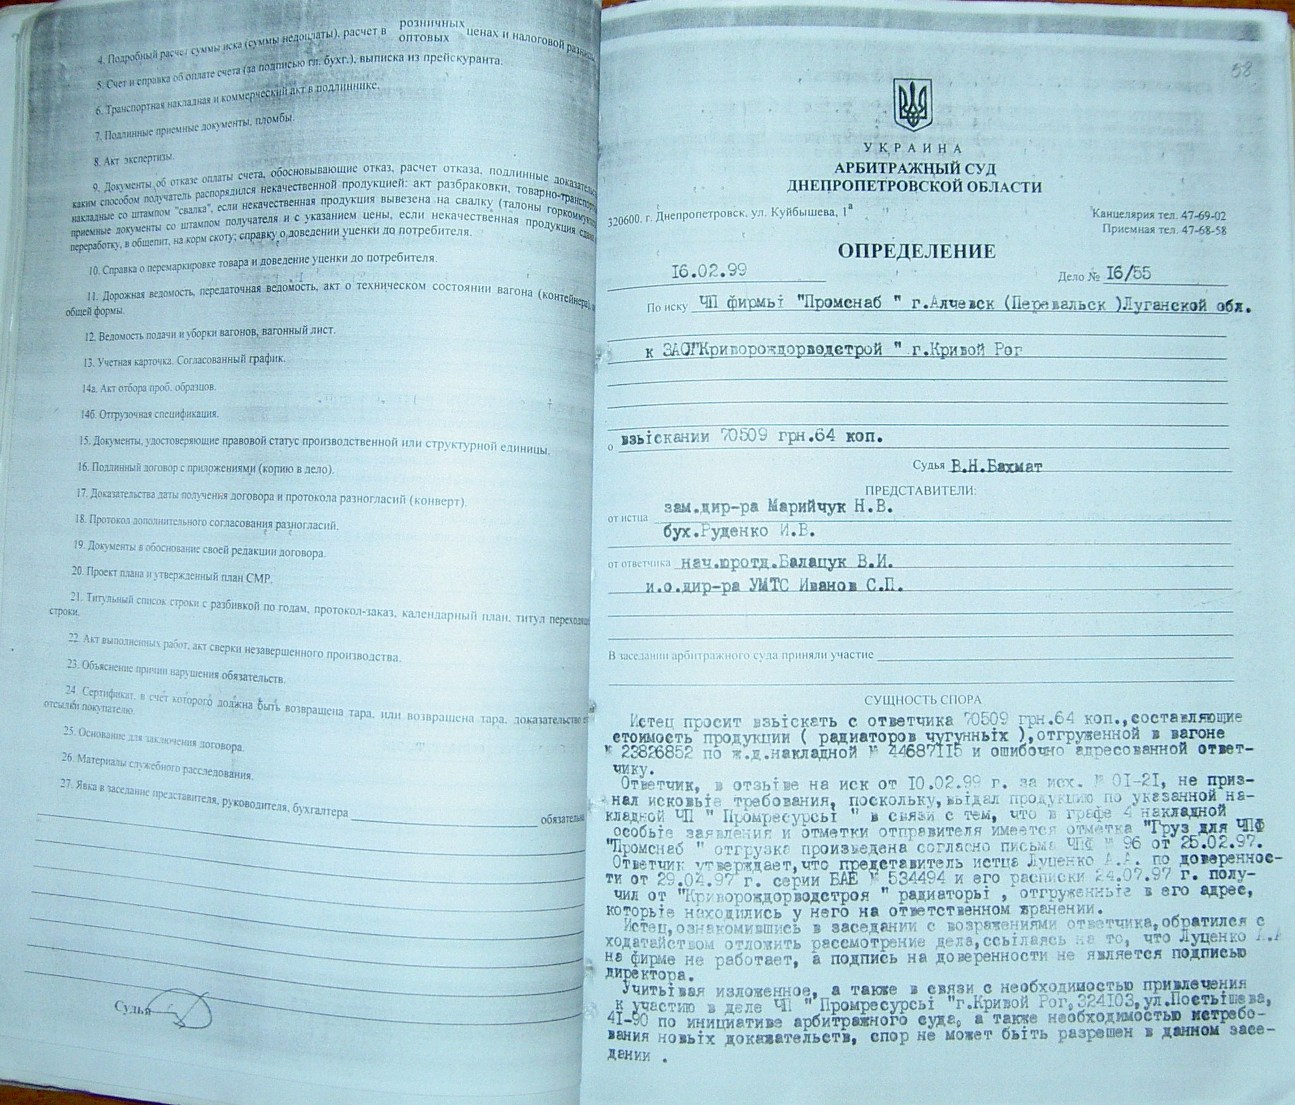 4. Подробный расчет суммы иска (суммы недоплаты), расчет в розничных оптовых ценах и налоговой
5. Счет и справка об оплате счета (за подписью гл. бухг.), выписка из прейскуранта.
6. Транспортная накладная и коммерческий акт в подлиннике.
7. Подлинные приемные документы, пломбы.
8. Акт экспертизы.
9. Документы об отказе оплаты счета, обосновывающие отказ, расчет отказа, подлинные
каким способом получатель распорядился некачественной продукцией: акт разбраковки,
накладные со штампом "свалка", если некачественная продукция вывезена на свалку (талоны
приемные документы со штампом получателя и с указанием цены, если некачественная продукция
переработку, в общепит, на корм скоту; справку о доведении уценки до потребителя.
10. Справка о перемаркировке товара и доведение уценки до потребителя.
11. Дорожная ведомость, передаточная ведомость, акт о техническом состоянии вагона
общей формы.
12. Ведомость подачи и уборки вагонов, вагонный лист.
13. Учетная карточка. Согласованный график.
14а. Акт отбора проб. образцов.
14б. Отгрузочная спецификация.
15. Документы, удостоверяющие правовой статус производственной или структурной единицы.
16. Подлинный договор с приложениями (копию в дело).
17. Доказательства даты получения договора и протокола разногласий (конверт).
18. Протокол дополнительного согласования разногласий.
19. Документы в обоснование своей редакции договора.
20. Проект плана и утвержденный план СМР.
21. Титульный список строки с разбивкой по годам, протокол-заказ, календарный план, титул
строки.
22. Акт выполненных работ, акт сверки незавершенного производства.
23. Объяснение причин нарушения обязательств.
24. Сертификат, в счет которого должна быть возвращена тара, или возвращена тара, доказательство
отсылки покупателю.
25. Основание для заключения договора.
26. Материалы служебного расследования.
27. Явка в заседание представителя, руководителя, бухгалтера
Судья
58
УКРАИНА
АРБИТРАЖНЫЙ СУД
ДНЕПРОПЕТРОВСКОЙ ОБЛАСТИ
320600, г. Днепропетровск, ул. Куйбышева, 1а
Канцелярия тел. 47-69-02
Приемная тел. 47-68-58
ОПРЕДЕЛЕНИЕ
16.02.99
Дело № 16/55
По иску ЧП фирмы "Промснаб " г.Алчевск (Перевальск )Луганской обл.
к ЗАО"Криворождорводстрой " г.Кривой Рог
о взыскании 70509 грн.64 коп.
Судья В.Н.Бахмат
ПРЕДСТАВИТЕЛИ:
от истца зам.дир-ра Марийчук Н.В.
бух.Руденко И.В.
от ответчика нач.юротд.Балацук В.И.
и.о.дир-ра УМТС Иванов С.П.
В заседании арбитражного суда приняли участие
СУЩНОСТЬ СПОРА
Истец просит взыскать с ответчика 70509 грн.64 коп.,составляющие
стоимость продукции ( радиаторов чугунных ),отгруженной в вагоне
№ 23826852 по ж.д.накладной № 44687115 и ошибочно адресованной ответ-
чику.
Ответчик, в отзыве на иск от 10.02.99 г. за исх. № 01-21, не приз-
нал исковые требования, поскольку,выдал продукцию по указанной на-
кладной ЧП " Промресурсы " в связи с тем, что в графе 4 накладной
особые заявления и отметки отправителя имеется отметка "Груз для ЧПФ
"Промснаб " отгрузка произведена согласно письма ЧПФ № 96 от 25.02.97.
Ответчик утверждает,что представитель истца Луценко А.А. по довереннос-
ти от 29.04.97 г. серии БАЕ № 534494 и его расписки 24.07.97 г. полу-
чил от "Криворождорводстроя " радиаторы , отгруженные в его адрес,
которые находились у него на ответственном хранении.
Истец,ознакомившись в заседании с возражениями ответчика,обратился с
ходатайством отложить рассмотрение дела,ссылаясь на то, что Луценко А.А
на фирме не работает, а подпись на доверенности не является подписью
директора.
Учитывая изложенное, а также в связи с необходимостью привлечения
к участию в деле ЧП " Промресурсы "г.Кривой Рог,324103,ул.Постышева,
41-90 по инициативе арбитражного суда, а также необходимостью истребо-
вания новых доказательств, спор не может быть разрешен в данном засе-
дании .